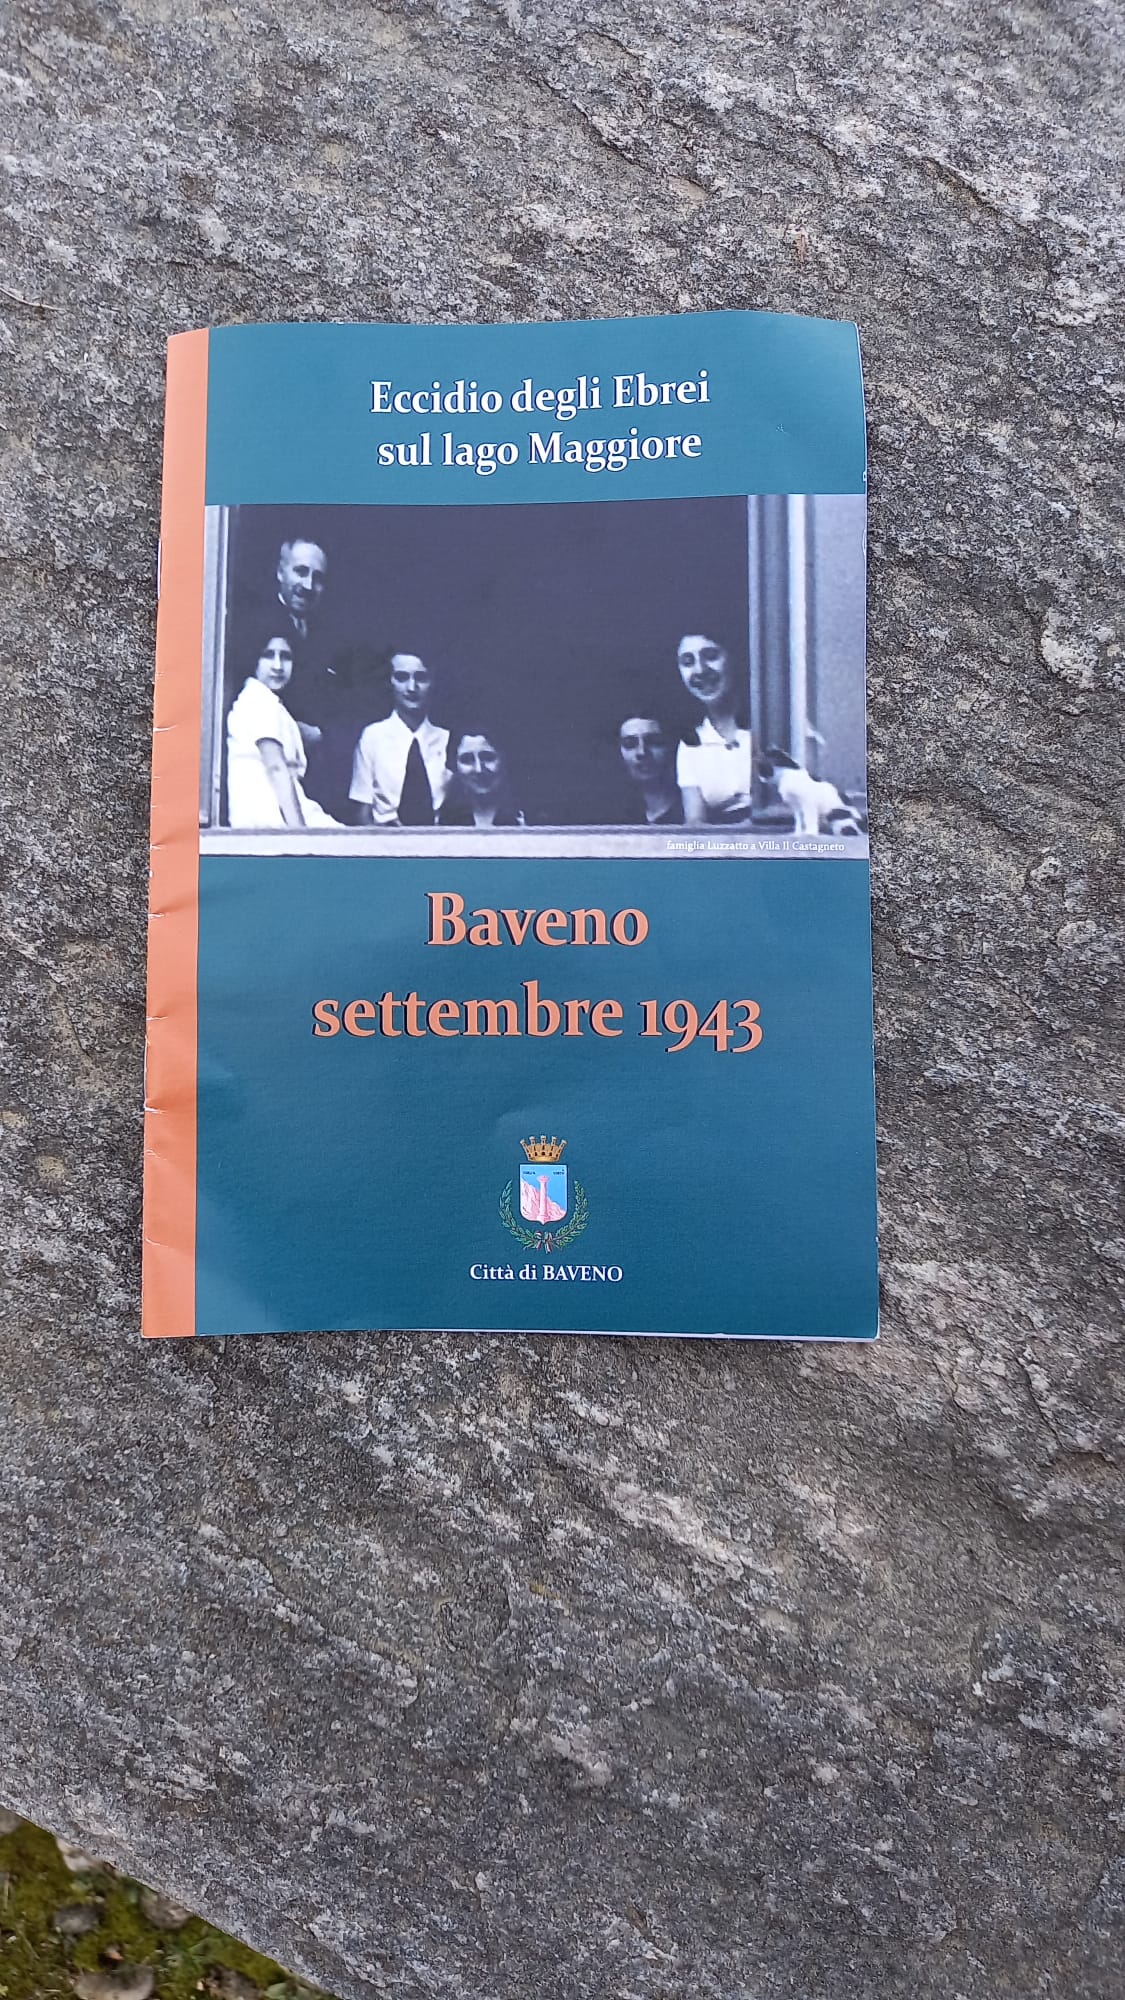 Eccidio degli Ebrei
sul lago Maggiore
famiglia Luzzatto a Villa Il Castagneto
Baveno
settembre 1943
Città di BAVENO